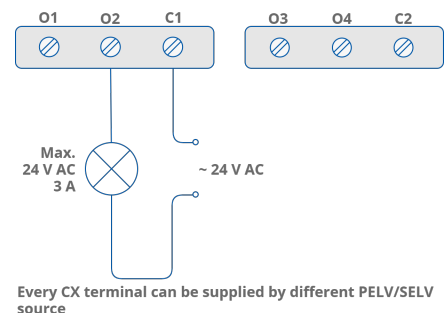 O1 O2 C1 O3 O4 C2
Max.
24 V AC
3 A
~ 24 V AC
Every CX terminal can be supplied by different PELV/SELV
source